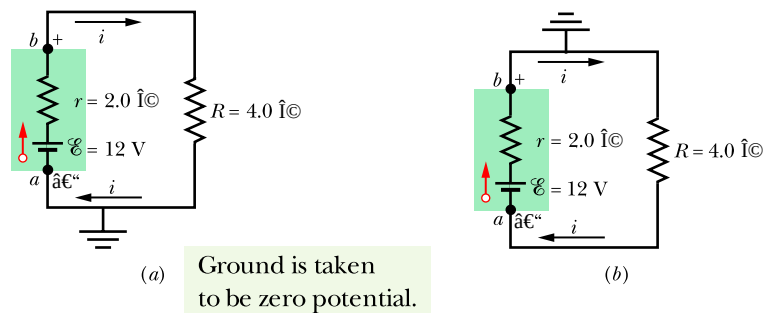 b +
i
r = 2.0 Î©
R = 4.0 Î©
ℰ = 12 V
a â€“
i
(a)
Ground is taken
to be zero potential.
b +
i
r = 2.0 Î©
R = 4.0 Î©
ℰ = 12 V
a â€“
i
(b)